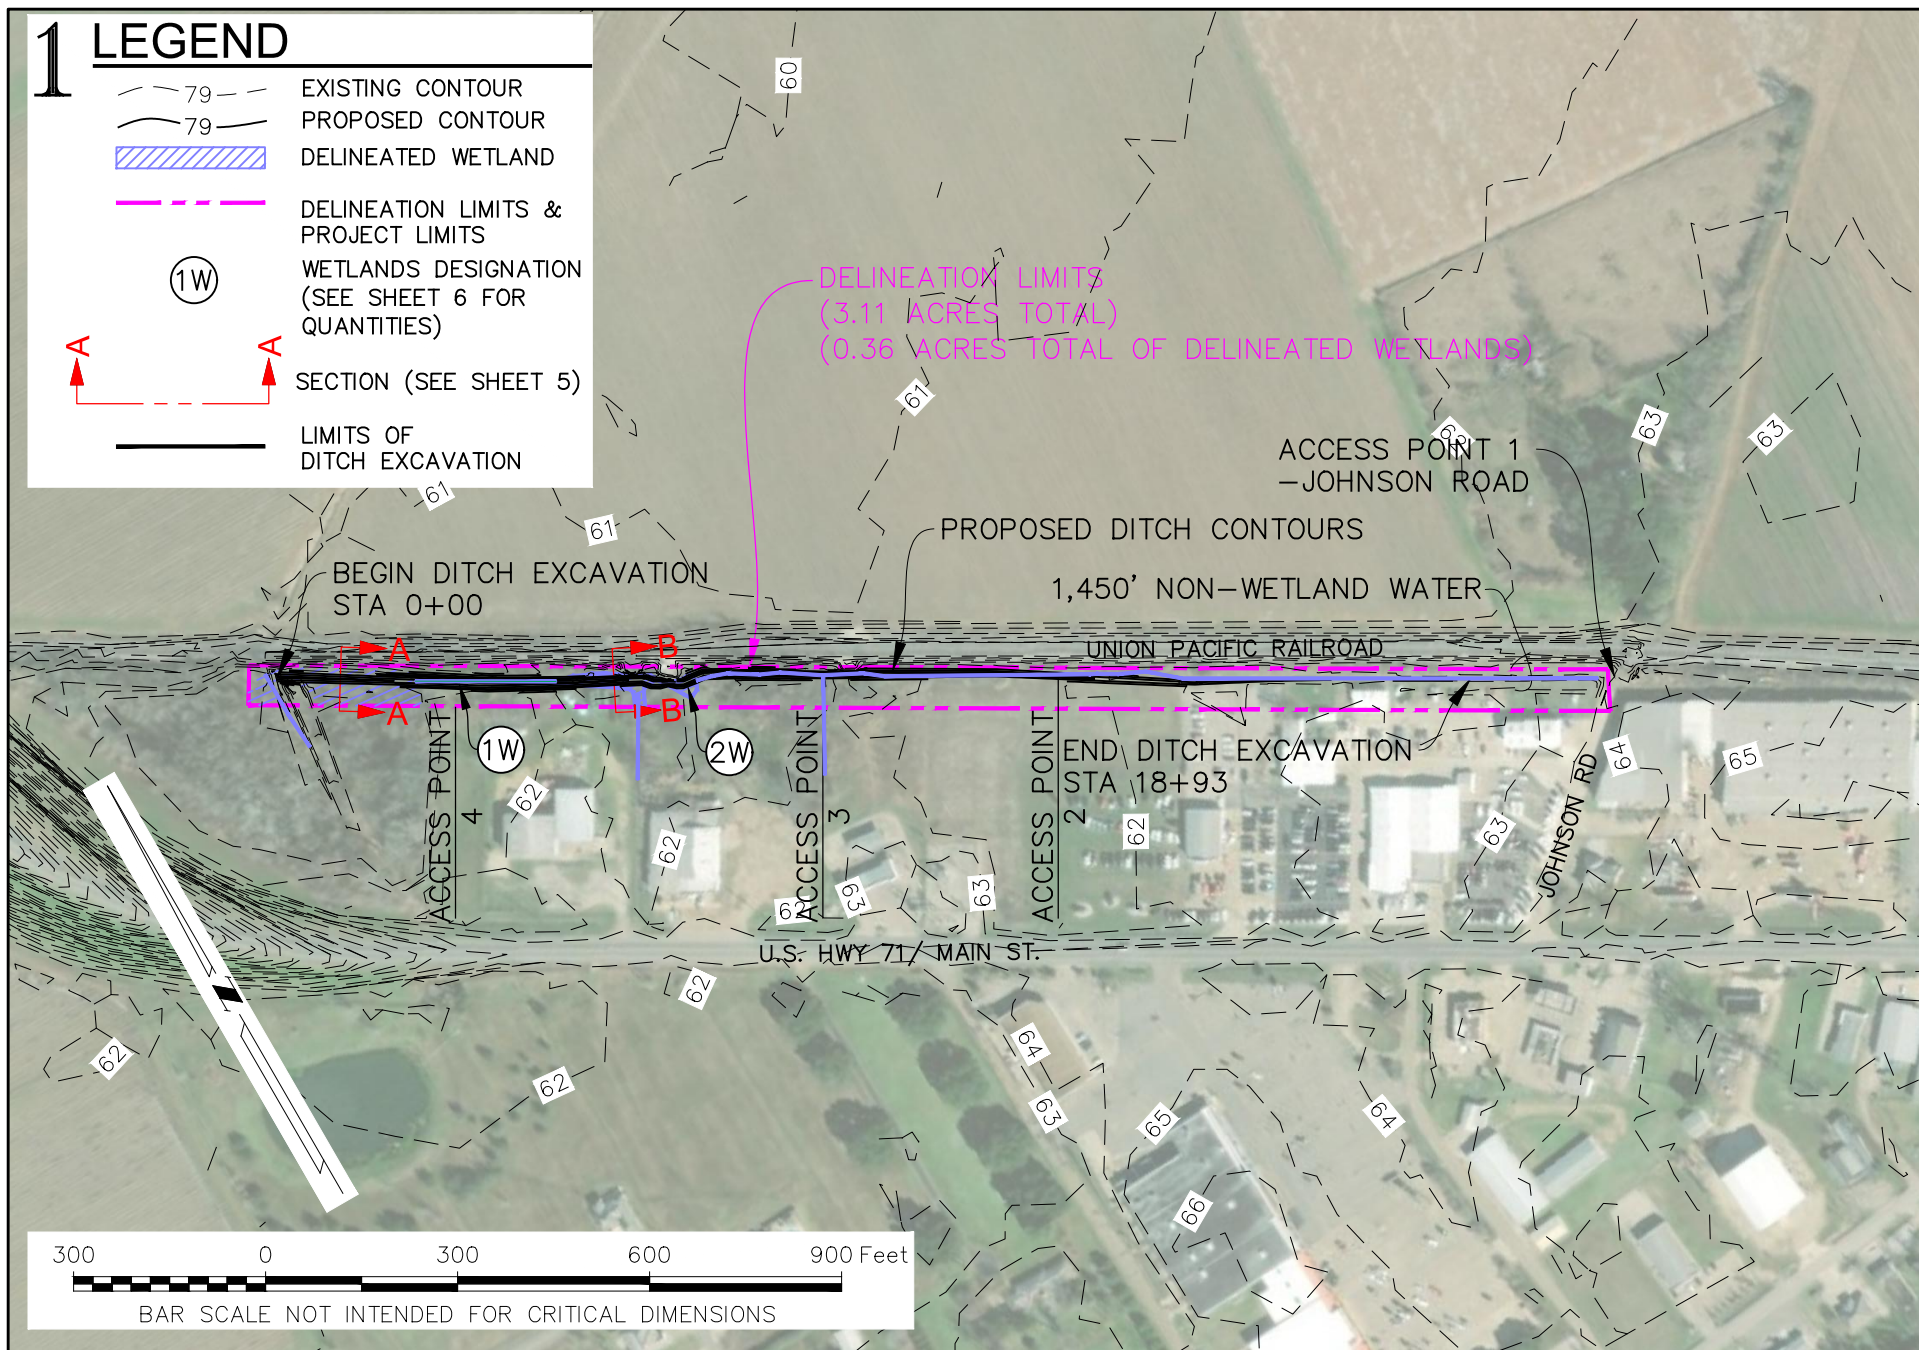 1 LEGEND
79 EXISTING CONTOUR
79 PROPOSED CONTOUR
DELINEATED WETLAND
DELINEATION LIMITS &
PROJECT LIMITS
1W WETLANDS DESIGNATION
(SEE SHEET 6 FOR
QUANTITIES)
A A
SECTION (SEE SHEET 5)
LIMITS OF
DITCH EXCAVATION
60
DELINEATION LIMITS
(3.11 ACRES TOTAL)
(0.36 ACRES TOTAL OF DELINEATED WETLANDS)
61
63
63
ACCESS POINT 1
-JOHNSON ROAD
61
61
PROPOSED DITCH CONTOURS
BEGIN DITCH EXCAVATION
STA 0+00
1,450' NON-WETLAND WATER
UNION PACIFIC RAILROAD
A
B
A
B
1W
2W
END DITCH EXCAVATION
STA 18+93
ACCESS POINT
4
ACCESS POINT
3
ACCESS POINT
2
JOHNSON RD
64
65
62
62
62
63
63
63
62
U.S. HWY 71/ MAIN ST.
62
62
62
64
63
65
64
66
300 0 300 600 900 Feet
BAR SCALE NOT INTENDED FOR CRITICAL DIMENSIONS